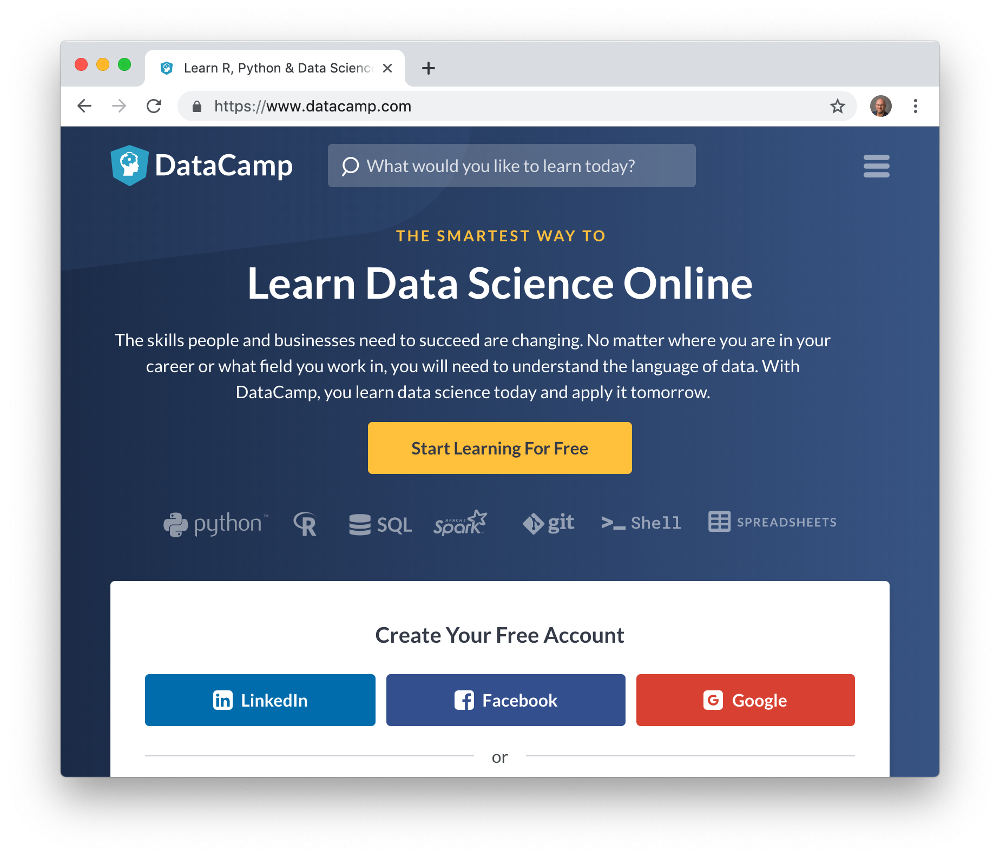 Learn R, Python & Data Science
https://www.datacamp.com
DataCamp
What would you like to learn today?
THE SMARTEST WAY TO
Learn Data Science Online
The skills people and businesses need to succeed are changing. No matter where you are in your
career or what field you work in, you will need to understand the language of data. With
DataCamp, you learn data science today and apply it tomorrow.
Start Learning For Free
python™ R SQL APACHE Spark™ git >_ Shell SPREADSHEETS
Create Your Free Account
in LinkedIn f Facebook G Google
or